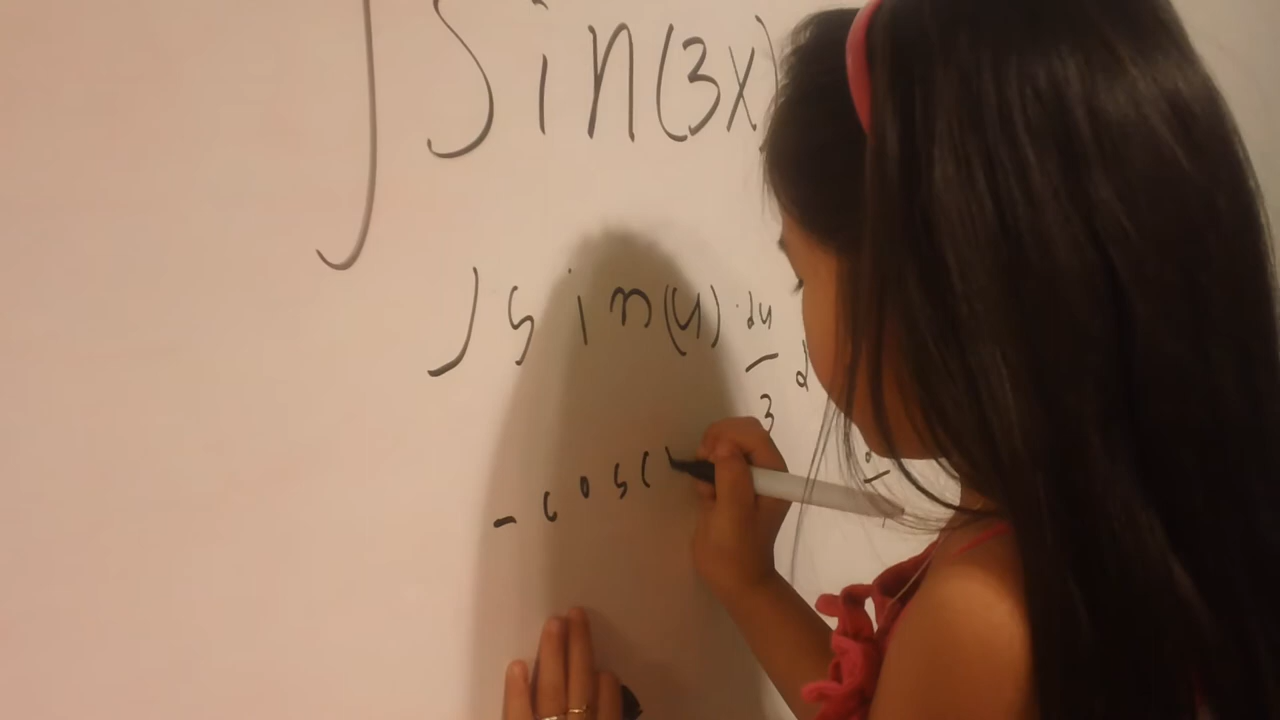 ∫ sin(3x)
∫ sin(u) · du/3
-cos(